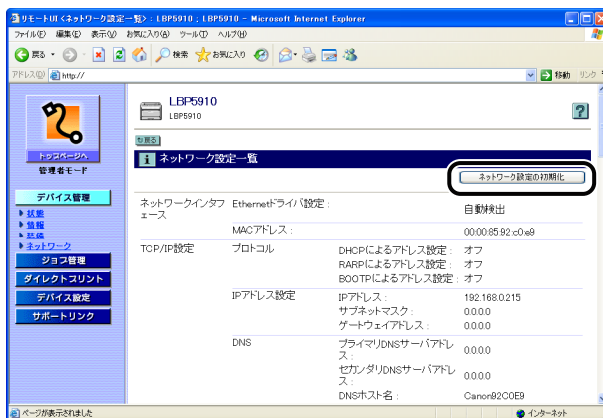 リモートUI <ネットワーク設定一覧> : LBP5910 ; LBP5910 - Microsoft Internet Explorer
ファイル(F) 編集(E) 表示(V) お気に入り(A) ツール(T) ヘルプ(H)
戻る 検索 お気に入り
アドレス(D) http:// 移動 リンク
LBP5910
LBP5910
トップページへ
管理者モード
戻る
ネットワーク設定一覧
ネットワーク設定の初期化
デバイス管理
状態
情報
ネットワーク
ジョブ管理
ダイレクトプリント
デバイス設定
サポートリンク
ネットワークインタフェース Ethernetドライバ設定 : 自動検出
MACアドレス : 00:00:85:92:c0:e9
TCP/IP設定 プロトコル DHCPによるアドレス設定 : オフ
RARPによるアドレス設定 : オフ
BOOTPによるアドレス設定 : オフ
IPアドレス設定 IPアドレス : 192.168.0.215
サブネットマスク : 0.0.0.0
ゲートウェイアドレス : 0.0.0.0
DNS プライマリDNSサーバアドレス : 0.0.0.0
セカンダリDNSサーバアドレス : 0.0.0.0
DNSホスト名 : Canon92C0E9
ページが表示されました インターネット